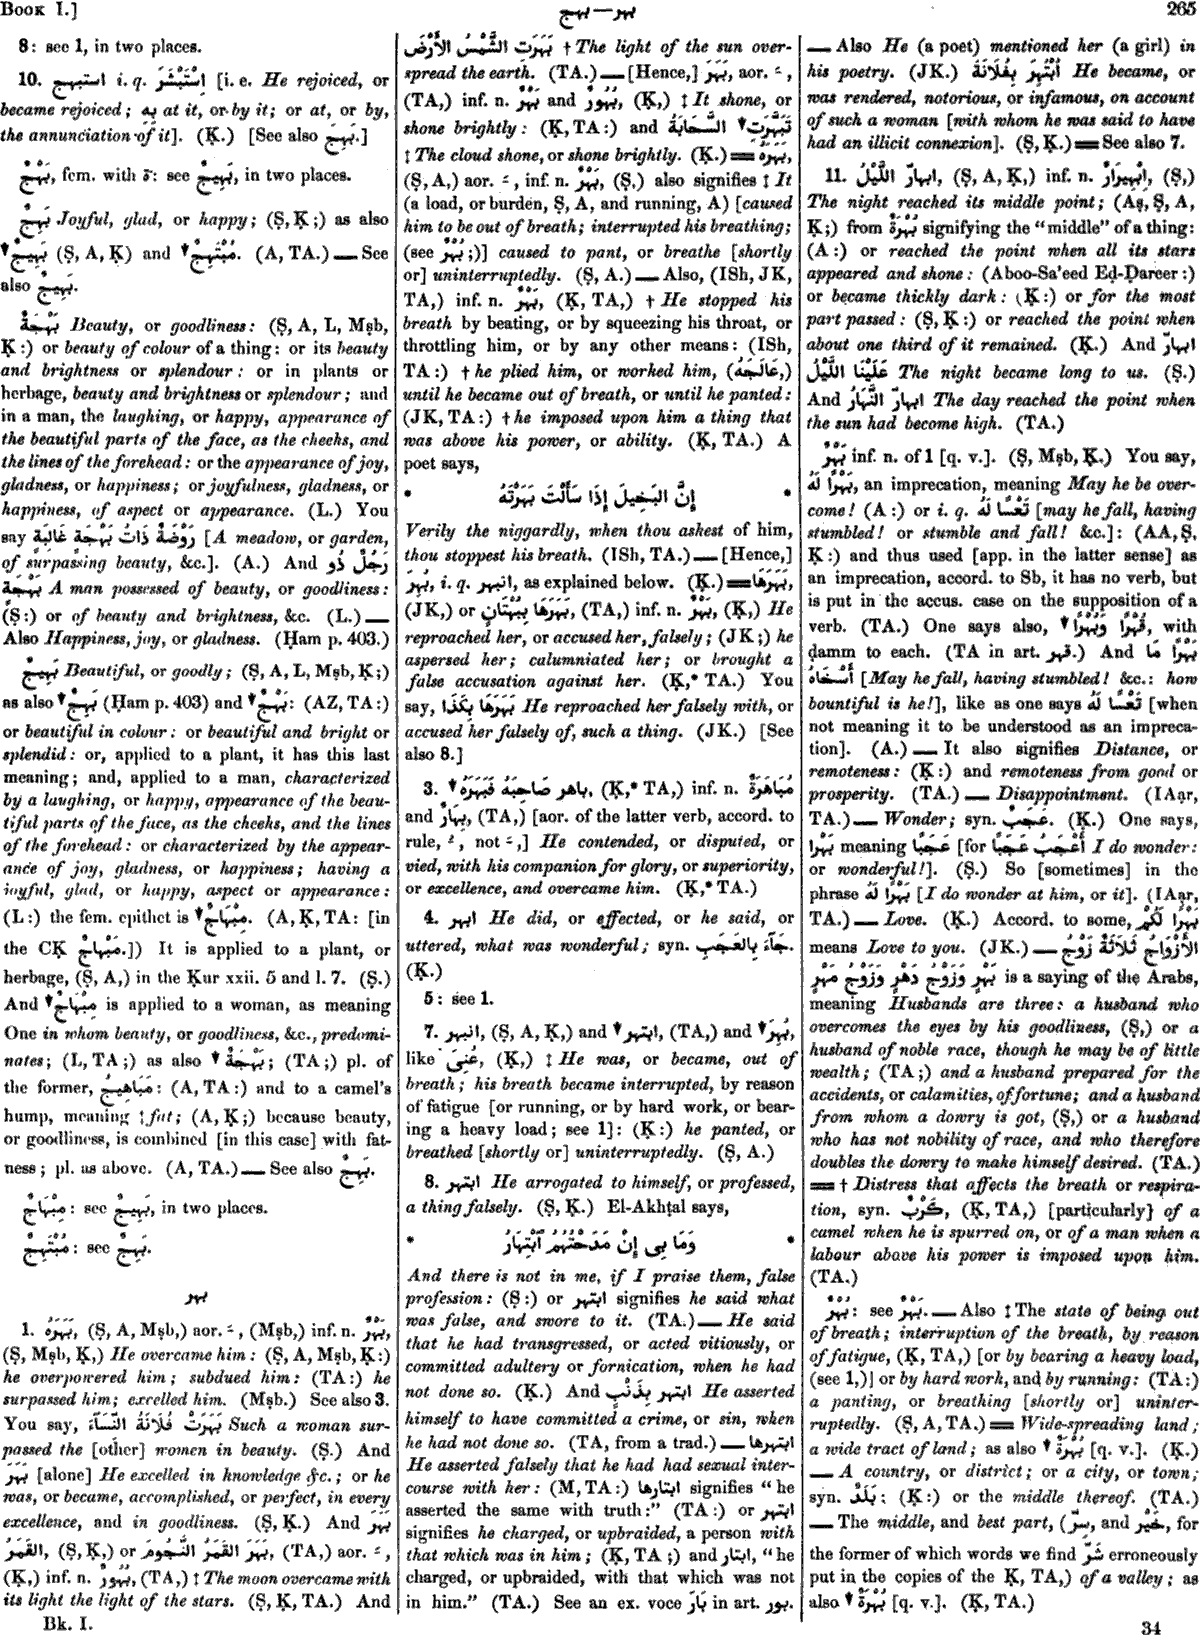 BOOK I.]
بهج — بهر
265
8: see 1, in two places.
10. استبهج i. q. إِسْتَبْشَرَ [i. e. He rejoiced, or
became rejoiced; بِهِ at it, or by it; or at, or by,
the annunciation of it]. (Ḳ.) [See also بَهِجَ.]
بَهْجٌ, fem. with ة: see بَهِيجٌ, in two places.
بَهِجٌ Joyful, glad, or happy; (Ṣ, Ḳ;) as also
▼بَهِيجٌ (Ṣ, A, Ḳ) and ▼مُبْتَهِجٌ. (A, TA.) — See
also بَهِيجٌ.
بَهْجَةٌ Beauty, or goodliness: (Ṣ, A, L, Mṣb,
Ḳ:) or beauty of colour of a thing: or its beauty
and brightness or splendour: or in plants or
herbage, beauty and brightness or splendour; and
in a man, the laughing, or happy, appearance of
the beautiful parts of the face, as the cheeks, and
the lines of the forehead: or the appearance of joy,
gladness, or happiness; or joyfulness, gladness, or
happiness, of aspect or appearance. (L.) You
say رَوْضَةٌ ذَاتُ بَهْجَةٍ غَالِبَةٍ [A meadow, or garden,
of surpassing beauty, &c.]. (A.) And رَجُلٌ ذُو
بَهْجَةٍ A man possessed of beauty, or goodliness:
(Ṣ:) or of beauty and brightness, &c. (L.) —
Also Happiness, joy, or gladness. (Ḥam p. 403.)
بَهِيجٌ Beautiful, or goodly; (Ṣ, A, L, Mṣb, Ḳ;)
as also ▼بَهِجٌ (Ḥam p. 403) and ▼بَهْجٌ: (AZ, TA:)
or beautiful in colour: or beautiful and bright or
splendid: or, applied to a plant, it has this last
meaning; and, applied to a man, characterized
by a laughing, or happy, appearance of the beau-
tiful parts of the face, as the cheeks, and the lines
of the forehead: or characterized by the appear-
ance of joy, gladness, or happiness; having a
joyful, glad, or happy, aspect or appearance:
(L:) the fem. epithet is ▼مِبْهَاجٌ. (A, Ḳ, TA: [in
the CḲ مَبْهَاجٌ.]) It is applied to a plant, or
herbage, (Ṣ, A,) in the Ḳur xxii. 5 and l. 7. (Ṣ.)
And ▼مِبْهَاجٌ is applied to a woman, as meaning
One in whom beauty, or goodliness, &c., predomi-
nates; (L, TA;) as also ▼بَهْجَةٌ; (TA;) pl. of
the former, مَبَاهِيجُ: (A, TA:) and to a camel's
hump, meaning ‡ fat; (A, Ḳ;) because beauty,
or goodliness, is combined [in this case] with fat-
ness; pl. as above. (A, TA.) — See also بَهِجٌ.
مِبْهَاجٌ: see بَهِيجٌ, in two places.
مُبْتَهِجٌ: see بَهِجٌ.
بهر
1. بَهَرَهُ, (Ṣ, A, Mṣb,) aor. ـَ, (Mṣb,) inf. n. بَهْرٌ,
(Ṣ, Mṣb, Ḳ,) He overcame him: (Ṣ, A, Mṣb, Ḳ:)
he overpowered him; subdued him: (TA:) he
surpassed him; excelled him. (Mṣb.) See also 3.
You say, بَهَرَتْ فُلَانَةُ النِّسَآءَ Such a woman sur-
passed the [other] women in beauty. (Ṣ.) And
بَهَرَ [alone] He excelled in knowledge &c.; or he
was, or became, accomplished, or perfect, in every
excellence, and in goodliness. (Ṣ, Ḳ.) And بَهَرَ
القَمَرُ, (Ṣ, Ḳ,) or بَهَرَ القَمَرُ النُّجُومَ, (TA,) aor. ـَ,
(Ḳ,) inf. n. بُهُورٌ, (TA,) ‡ The moon overcame with
its light the light of the stars. (Ṣ, Ḳ, TA.) And
Bk. I.
بَهَرَتِ الشَّمْسُ الأَرْضَ † The light of the sun over-
spread the earth. (TA.) — [Hence,] بَهَرَ, aor. ـَ,
(TA,) inf. n. بَهْرٌ and بُهُورٌ, (Ḳ,) ‡ It shone, or
shone brightly: (Ḳ, TA:) and ▼تَبَهَّرَتِ السَّحَابَةُ
‡ The cloud shone, or shone brightly. (Ḳ.) = بَهَرَهُ,
(Ṣ, A,) aor. ـَ, inf. n. بَهْرٌ, (Ṣ,) also signifies ‡ It
(a load, or burden, Ṣ, A, and running, A) [caused
him to be out of breath; interrupted his breathing;
(see بُهْرٌ;)] caused to pant, or breathe [shortly
or] uninterruptedly. (Ṣ, A.) — Also, (ISh, JK,
TA,) inf. n. بَهْرٌ, (Ḳ, TA,) † He stopped his
breath by beating, or by squeezing his throat, or
throttling him, or by any other means: (ISh,
TA:) † he plied him, or worked him, (عَالَجَهُ,)
until he became out of breath, or until he panted:
(JK, TA:) † he imposed upon him a thing that
was above his power, or ability. (Ḳ, TA.) A
poet says,
* إِنَّ البَخِيلَ إِذَا سَأَلْتَ بَهَرْتَهُ *
Verily the niggardly, when thou askest of him,
thou stoppest his breath. (ISh, TA.) — [Hence,]
بُهِرَ, i. q. انبهر, as explained below. (Ḳ.) = بَهَرَهَا,
(JK,) or بَهَرَهَا بِبُهْتَانٍ, (TA,) inf. n. بَهْرٌ, (Ḳ,) He
reproached her, or accused her, falsely; (JK;) he
aspersed her; calumniated her; or brought a
false accusation against her. (Ḳ,* TA.) You
say, بَهَرَهَا بِكَذَا He reproached her falsely with, or
accused her falsely of, such a thing. (JK.) [See
also 8.]
3. باهر صَاحِبَهُ فَبَهَرَهُ▼, (Ḳ,* TA,) inf. n. مُبَاهَرَةٌ
and بِهَارٌ, (TA,) [aor. of the latter verb, accord. to
rule, ـُ, not ـَ,] He contended, or disputed, or
vied, with his companion for glory, or superiority,
or excellence, and overcame him. (Ḳ,* TA.)
4. ابهر He did, or effected, or he said, or
uttered, what was wonderful; syn. جَآءَ بِالعَجَبِ.
(Ḳ.)
5: see 1.
7. انبهر, (Ṣ, A, Ḳ,) and ▼ابتهر, (TA,) and ▼بُهِرَ,
like عُنِىَ, (Ḳ,) ‡ He was, or became, out of
breath; his breath became interrupted, by reason
of fatigue [or running, or by hard work, or bear-
ing a heavy load; see 1]: (Ḳ:) he panted, or
breathed [shortly or] uninterruptedly. (Ṣ, A.)
8. ابتهر He arrogated to himself, or professed,
a thing falsely. (Ṣ, Ḳ.) El-Akhṭal says,
* وَمَا بِى إِنْ مَدَحْتُهُمُ ٱبْتِهَارُ *
And there is not in me, if I praise them, false
profession: (Ṣ:) or ابتهر signifies he said what
was false, and swore to it. (TA.) — He said
that he had transgressed, or acted vitiously, or
committed adultery or fornication, when he had
not done so. (Ḳ.) And ابتهر بِذَنْبٍ He asserted
himself to have committed a crime, or sin, when
he had not done so. (TA, from a trad.) — ابتهرها
He asserted falsely that he had had sexual inter-
course with her: (M, TA:) ابتارها signifies "he
asserted the same with truth:" (TA:) or ابتهر
signifies he charged, or upbraided, a person with
that which was in him; (Ḳ, TA;) and ابتار, "he
charged, or upbraided, with that which was not
in him." (TA.) See an ex. voce بَارَ in art. بور.
— Also He (a poet) mentioned her (a girl) in
his poetry. (JK.) أُبْتُهِرَ بِفُلَانَةَ He became, or
was rendered, notorious, or infamous, on account
of such a woman [with whom he was said to have
had an illicit connexion]. (Ṣ, Ḳ.) = See also 7.
11. ابهارّ اللَّيْلُ, (Ṣ, A, Ḳ,) inf. n. ابْهِيرَارٌ, (Ṣ,)
The night reached its middle point; (Aṣ, Ṣ, A,
Ḳ;) from بُهْرَةٌ signifying the "middle" of a thing:
(A:) or reached the point when all its stars
appeared and shone: (Aboo-Sa'eed Eḍ-Ḍareer:)
or became thickly dark: (Ḳ:) or for the most
part passed: (Ṣ, Ḳ:) or reached the point when
about one third of it remained. (Ḳ.) And ابهارّ
عَلَيْنَا اللَّيْلُ The night became long to us. (Ṣ.)
And ابهارّ النَّهَارُ The day reached the point when
the sun had become high. (TA.)
بَهْرٌ inf. n. of 1 [q. v.]. (Ṣ, Mṣb, Ḳ.) You say,
بَهْرًا لَهُ, an imprecation, meaning May he be over-
come! (A:) or i. q. تَعْسًا لَهُ [may he fall, having
stumbled! or stumble and fall! &c.]: (AA, Ṣ,
Ḳ:) and thus used [app. in the latter sense] as
an imprecation, accord. to Sb, it has no verb, but
is put in the accus. case on the supposition of a
verb. (TA.) One says also, ▼قُهْرًا وَبُهْرًا, with
ḍamm to each. (TA in art. قهر.) And بَهْرًا مَا
أَسْخَاهُ [May he fall, having stumbled! &c.: how
bountiful is he!], like as one says تَعْسًا لَهُ [when
not meaning it to be understood as an impreca-
tion]. (A.) — It also signifies Distance, or
remoteness: (Ḳ:) and remoteness from good or
prosperity. (TA.) — Disappointment. (IAạr,
TA.) — Wonder; syn. عَجَبٌ. (Ḳ.) One says,
بَهْرًا meaning عَجَبًا [for أَعْجَبُ عَجَبًا I do wonder:
or wonderful!]. (Ṣ.) So [sometimes] in the
phrase بَهْرًا لَهُ [I do wonder at him, or it]. (IAạr,
TA.) — Love. (Ḳ.) Accord. to some, بَهْرًا لَكُمْ
means Love to you. (JK.) — الأَزْوَاجُ ثَلَاثَةٌ زَوْجُ
بَهْرٍ وَزَوْجُ دَهْرٍ وَزَوْجُ مَهْرٍ is a saying of the Arabs,
meaning Husbands are three: a husband who
overcomes the eyes by his goodliness, (Ṣ,) or a
husband of noble race, though he may be of little
wealth; (TA;) and a husband prepared for the
accidents, or calamities, of fortune; and a husband
from whom a dowry is got, (Ṣ,) or a husband
who has not nobility of race, and who therefore
doubles the dowry to make himself desired. (TA.)
= † Distress that affects the breath or respira-
tion, syn. كَرْبٌ, (Ḳ, TA,) [particularly] of a
camel when he is spurred on, or of a man when a
labour above his power is imposed upon him.
(TA.)
بُهْرٌ: see بَهْرٌ. — Also ‡ The state of being out
of breath; interruption of the breath, by reason
of fatigue, (Ḳ, TA,) [or by bearing a heavy load,
(see 1,)] or by hard work, and by running: (TA:)
a panting, or breathing [shortly or] uninter-
ruptedly. (Ṣ, A, TA.) = Wide-spreading land;
a wide tract of land; as also ▼بُهْرَةٌ [q. v.]. (Ḳ.)
— A country, or district; or a city, or town;
syn. بَلَدٌ: (Ḳ:) or the middle thereof. (TA.)
— The middle, and best part, (سِرّ, and خَيْر, for
the former of which words we find شَرّ erroneously
put in the copies of the Ḳ, TA,) of a valley; as
also ▼بُهْرَةٌ [q. v.]. (Ḳ, TA.)
34